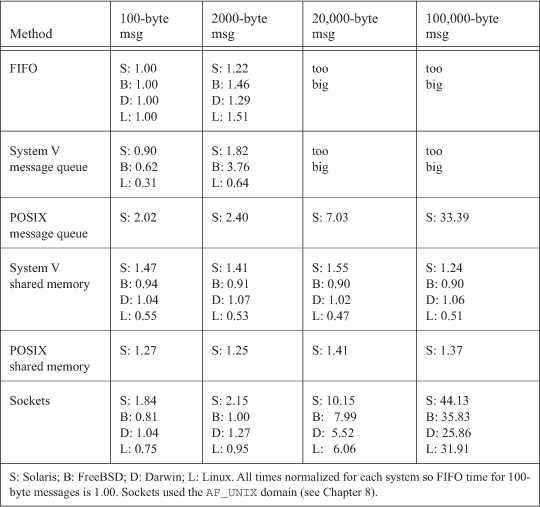 Method 100-byte msg 2000-byte msg 20,000-byte msg 100,000-byte msg
FIFO S: 1.00 S: 1.22 too too
B: 1.00 B: 1.46 big big
D: 1.00 D: 1.29
L: 1.00 L: 1.51
System V S: 0.90 S: 1.82 too too
message queue B: 0.62 B: 3.76 big big
L: 0.31 L: 0.64
POSIX S: 2.02 S: 2.40 S: 7.03 S: 33.39
message queue
System V S: 1.47 S: 1.41 S: 1.55 S: 1.24
shared memory B: 0.94 B: 0.91 B: 0.90 B: 0.90
D: 1.04 D: 1.07 D: 1.02 D: 1.06
L: 0.55 L: 0.53 L: 0.47 L: 0.51
POSIX S: 1.27 S: 1.25 S: 1.41 S: 1.37
shared memory
Sockets S: 1.84 S: 2.15 S: 10.15 S: 44.13
B: 0.81 B: 1.00 B: 7.99 B: 35.83
D: 1.04 D: 1.27 D: 5.52 D: 25.86
L: 0.75 L: 0.95 L: 6.06 L: 31.91
S: Solaris; B: FreeBSD; D: Darwin; L: Linux. All times normalized for each system so FIFO time for 100-
byte messages is 1.00. Sockets used the AF_UNIX domain (see Chapter 8).